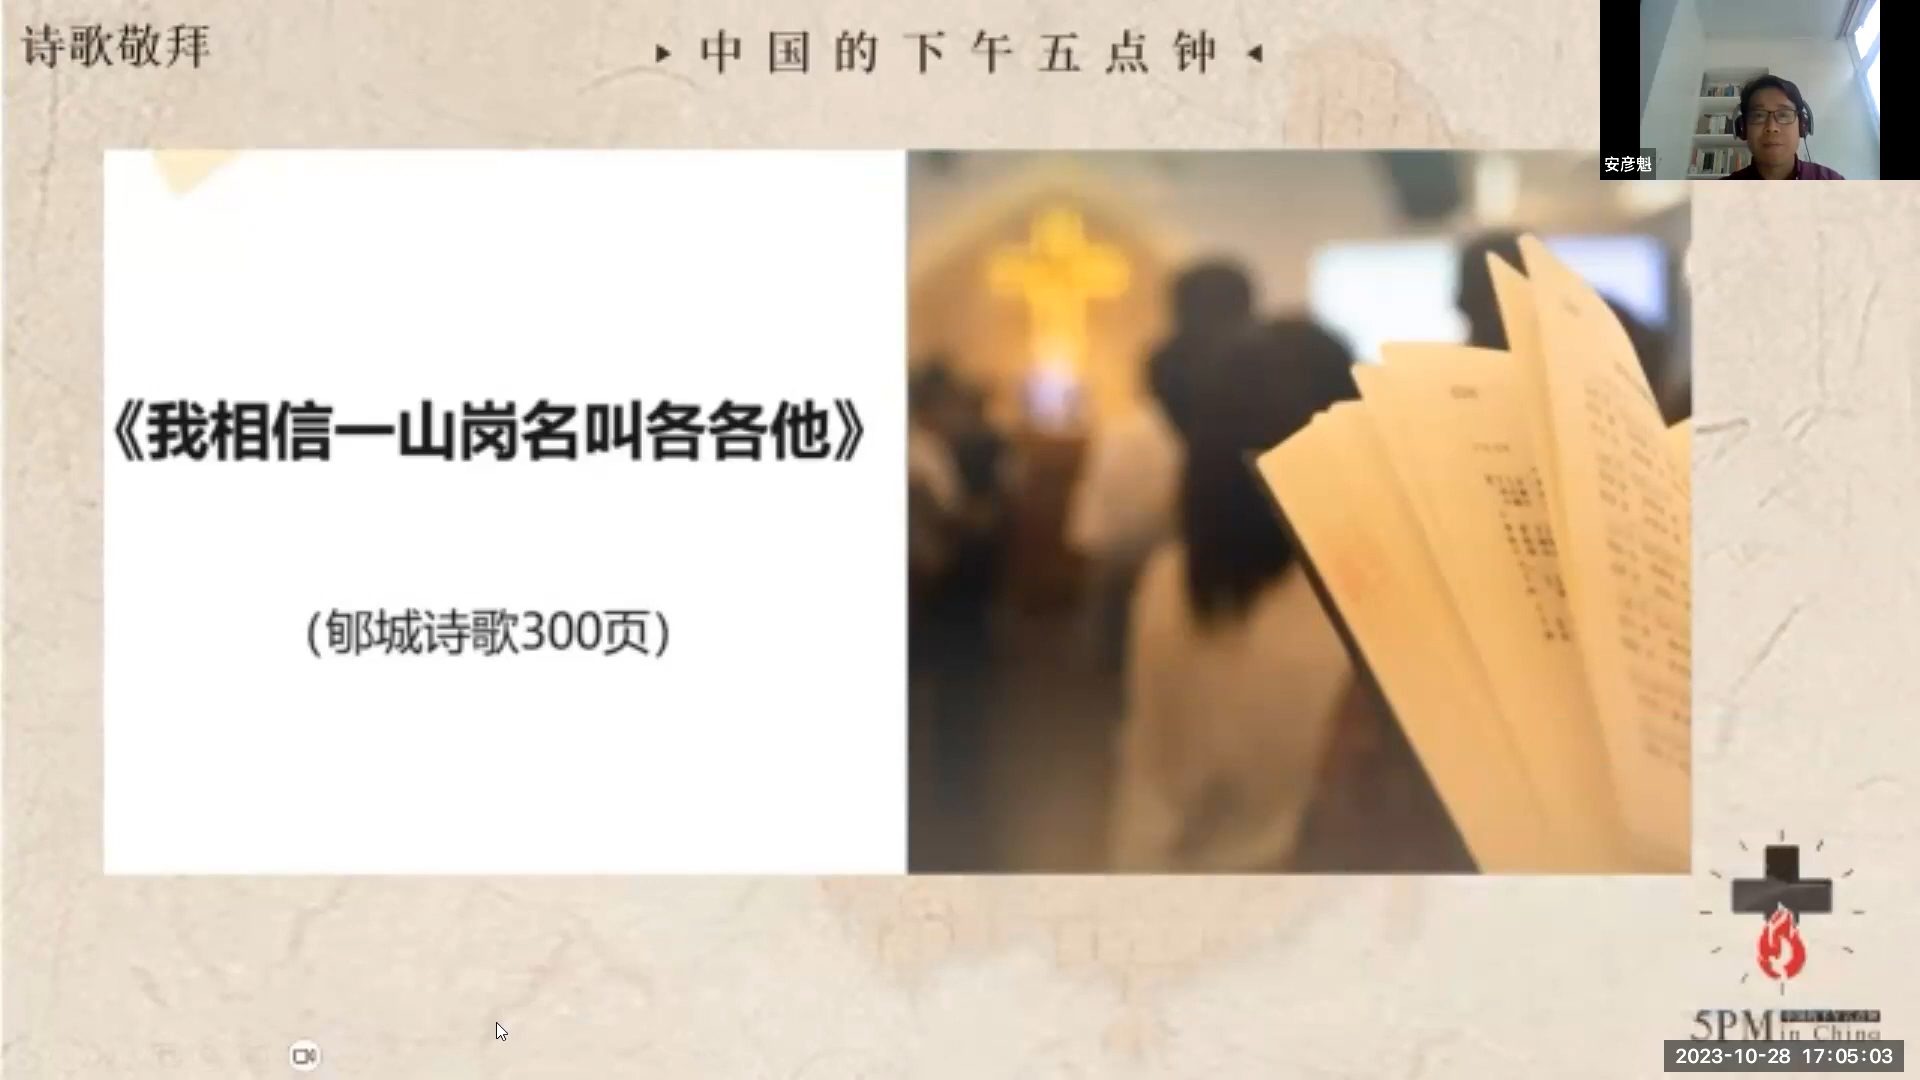 诗歌敬拜
中国的下午五点钟
安彦魁
《我相信一山岗名叫各各他》
(郇城诗歌300页)
5PM
in China
2023-10-28 17:05:03